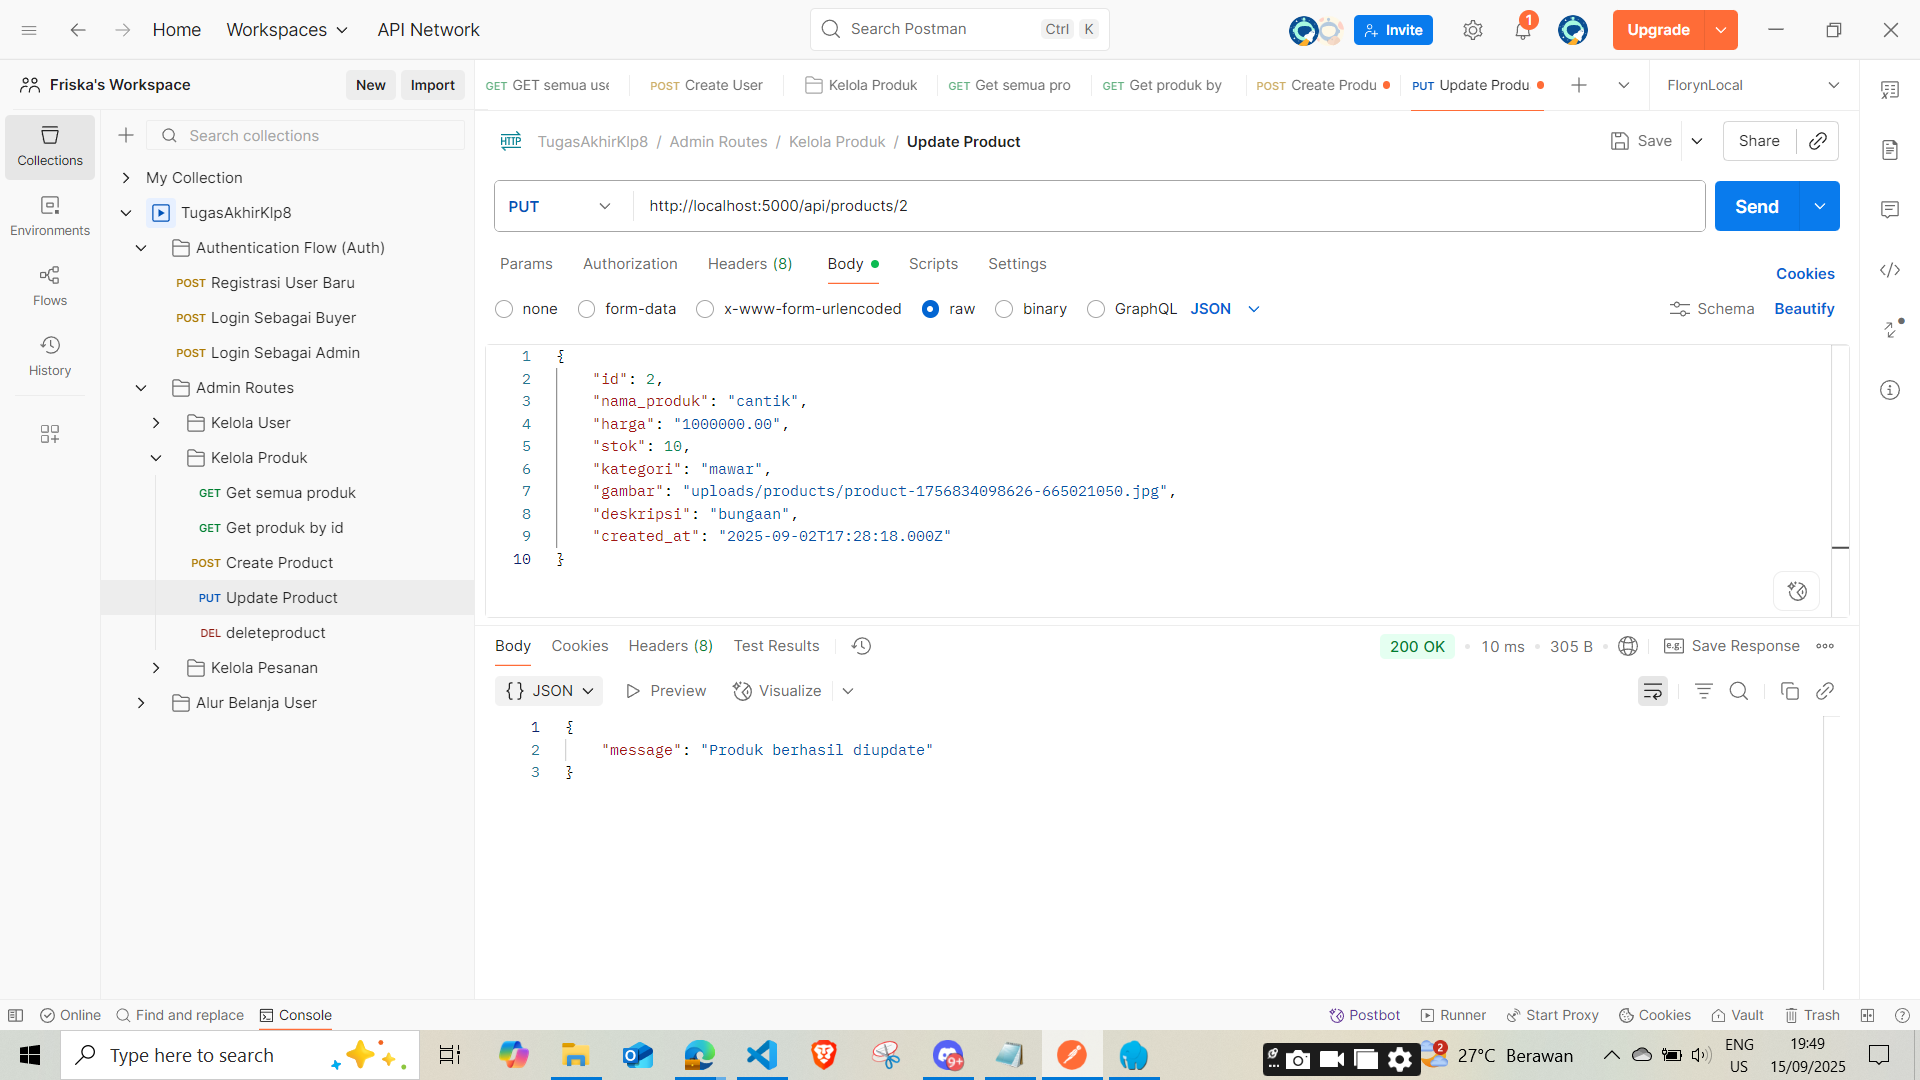 Home
Workspaces
API Network
Search Postman
Ctrl K
Invite
1
Upgrade
Friska's Workspace
New
Import
GET GET semua use
POST Create User
Kelola Produk
GET Get semua pro
GET Get produk by
POST Create Produ
PUT Update Produ
FlorynLocal
Collections
Environments
Flows
History
Search collections
My Collection
TugasAkhirKlp8
Authentication Flow (Auth)
POST Registrasi User Baru
POST Login Sebagai Buyer
POST Login Sebagai Admin
Admin Routes
Kelola User
Kelola Produk
GET Get semua produk
GET Get produk by id
POST Create Product
PUT Update Product
DEL deleteproduct
Kelola Pesanan
Alur Belanja User
HTTP TugasAkhirKlp8 / Admin Routes / Kelola Produk / Update Product
Save
Share
PUT
http://localhost:5000/api/products/2
Send
Params
Authorization
Headers (8)
Body
Scripts
Settings
Cookies
none
form-data
x-www-form-urlencoded
raw
binary
GraphQL
JSON
Schema
Beautify
1 {
2 "id": 2,
3 "nama_produk": "cantik",
4 "harga": "1000000.00",
5 "stok": 10,
6 "kategori": "mawar",
7 "gambar": "uploads/products/product-1756834098626-665021050.jpg",
8 "deskripsi": "bungaan",
9 "created_at": "2025-09-02T17:28:18.000Z"
10 }
Body
Cookies
Headers (8)
Test Results
200 OK
10 ms
305 B
e.g. Save Response
{} JSON
Preview
Visualize
1 {
2 "message": "Produk berhasil diupdate"
3 }
Online
Find and replace
Console
Postbot
Runner
Start Proxy
Cookies
Vault
Trash
Type here to search
9+
2
27°C Berawan
ENG
US
19:49
15/09/2025